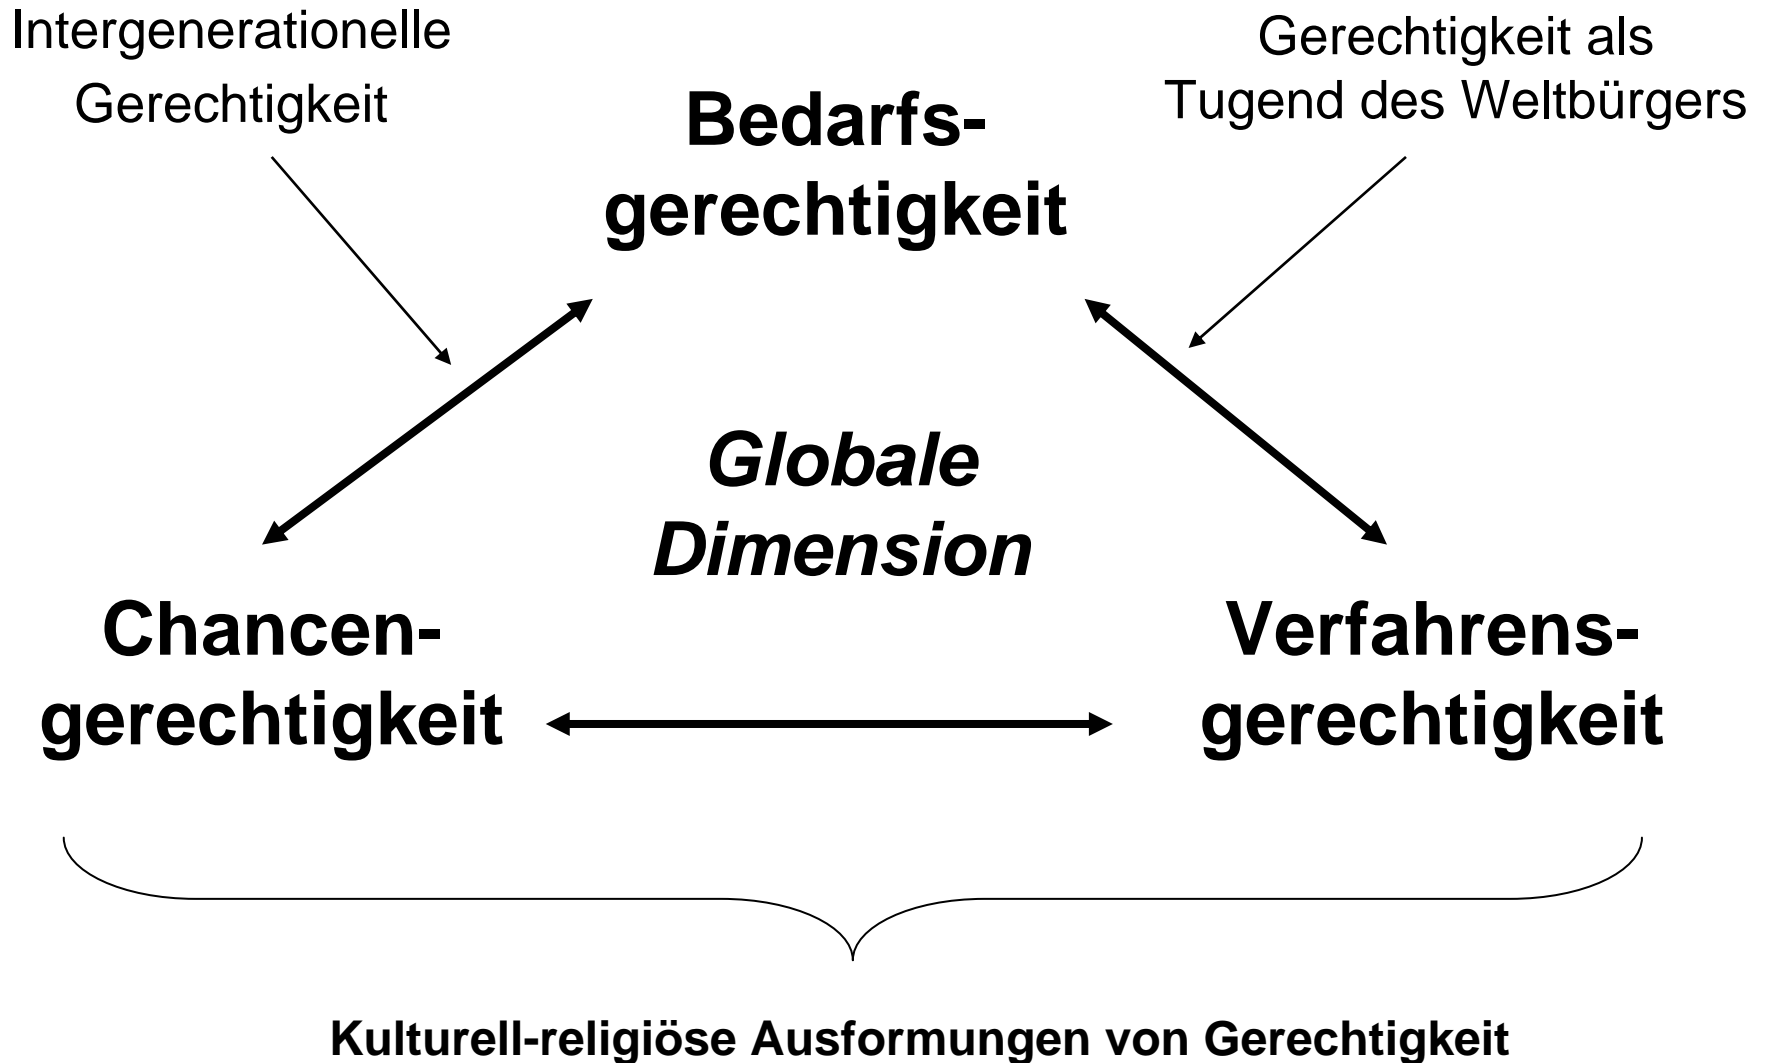 Intergenerationelle
Gerechtigkeit
Gerechtigkeit als
Tugend des Weltbürgers
Bedarfs-
gerechtigkeit
Globale
Dimension
Chancen-
gerechtigkeit
Verfahrens-
gerechtigkeit
Kulturell-religiöse Ausformungen von Gerechtigkeit